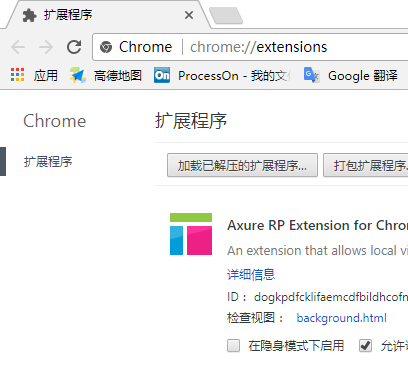 扩展程序
Chrome | chrome://extensions
应用 高德地图 On ProcessOn - 我的文 Google 翻译
Chrome 扩展程序
扩展程序
加载已解压的扩展程序... 打包扩展程序
Axure RP Extension for Chro
An extension that allows local vi
详细信息
ID： dogkpdfcklifaemcdfbildhcofn
检查视图： background.html
在隐身模式下启用 允许